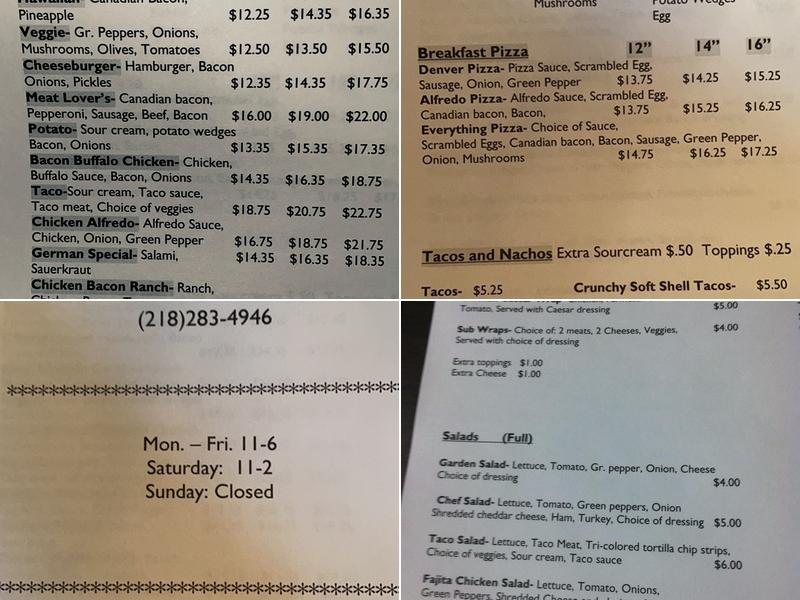 Hawaiian- Canadian Bacon,
Pineapple $12.25 $14.35 $16.35
Veggie- Gr. Peppers, Onions,
Mushrooms, Olives, Tomatoes $12.50 $13.50 $15.50
Cheeseburger- Hamburger, Bacon
Onions, Pickles $12.35 $14.35 $17.75
Meat Lover's- Canadian bacon,
Pepperoni, Sausage, Beef, Bacon $16.00 $19.00 $22.00
Potato- Sour cream, potato wedges
Bacon, Onions $13.35 $15.35 $17.35
Bacon Buffalo Chicken- Chicken,
Buffalo Sauce, Bacon, Onions $14.35 $16.35 $18.75
Taco-Sour cream, Taco sauce,
Taco meat, Choice of veggies $18.75 $20.75 $22.75
Chicken Alfredo- Alfredo Sauce,
Chicken, Onion, Green Pepper $16.75 $18.75 $21.75
German Special- Salami, $14.35 $16.35 $18.35
Sauerkraut
Chicken Bacon Ranch- Ranch,
Mushrooms Potato Wedges
Egg
Breakfast Pizza 12” 14” 16”
Denver Pizza- Pizza Sauce, Scrambled Egg,
Sausage, Onion, Green Pepper $13.75 $14.25 $15.25
Alfredo Pizza- Alfredo Sauce, Scrambled Egg,
Canadian bacon, Bacon, $13.75 $15.25 $16.25
Everything Pizza- Choice of Sauce,
Scrambled Eggs, Canadian bacon, Bacon, Sausage, Green Pepper,
Onion, Mushrooms $14.75 $16.25 $17.25
Tacos and Nachos Extra Sourcream $.50 Toppings $.25
Tacos- $5.25 Crunchy Soft Shell Tacos- $5.50
(218)283-4946
****************************************
Mon. – Fri. 11-6
Saturday: 11-2
Sunday: Closed
****************************************
Tomato, Served with Caesar dressing $5.00
Sub Wraps- Choice of: 2 meats, 2 Cheeses, Veggies, $4.00
Served with choice of dressing
Extra toppings $1.00
Extra Cheese $1.00
Salads (Full)
Garden Salad- Lettuce, Tomato, Gr. pepper, Onion, Cheese
Choice of dressing $4.00
Chef Salad- Lettuce, Tomato, Green peppers, Onion
Shredded cheddar cheese, Ham, Turkey, Choice of dressing $5.00
Taco Salad- Lettuce, Taco Meat, Tri-colored tortilla chip strips,
Choice of veggies, Sour cream, Taco sauce $6.00
Fajita Chicken Salad- Lettuce, Tomato, Onions,
Green Peppers, Shredded